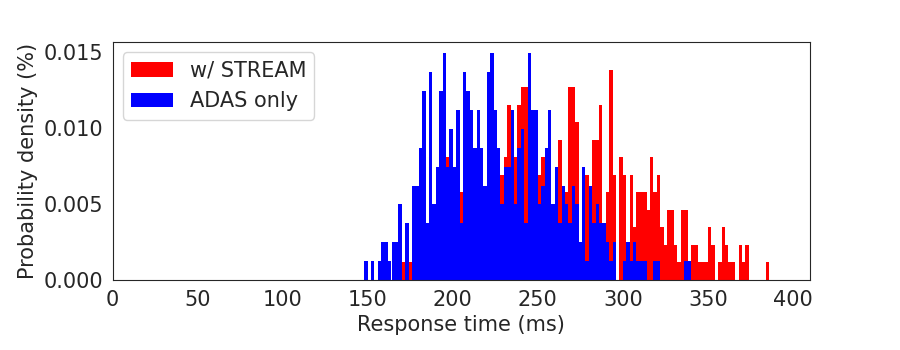 Probability density (%)
0.015
0.010
0.005
0.000
w/ STREAM
ADAS only
0 50 100 150 200 250 300 350 400
Response time (ms)